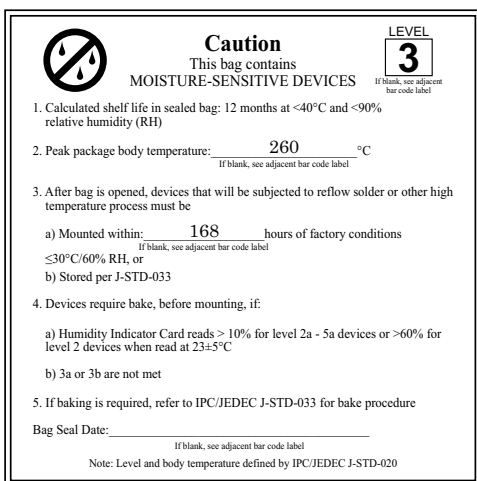 Caution
This bag contains
MOISTURE-SENSITIVE DEVICES
LEVEL
3
If blank, see adjacent
bar code label
1. Calculated shelf life in sealed bag: 12 months at <40°C and <90%
relative humidity (RH)
2. Peak package body temperature: 260 °C
If blank, see adjacent bar code label
3. After bag is opened, devices that will be subjected to reflow solder or other high
temperature process must be
a) Mounted within: 168 hours of factory conditions
If blank, see adjacent bar code label
≤30°C/60% RH, or
b) Stored per J-STD-033
4. Devices require bake, before mounting, if:
a) Humidity Indicator Card reads > 10% for level 2a - 5a devices or >60% for
level 2 devices when read at 23±5°C
b) 3a or 3b are not met
5. If baking is required, refer to IPC/JEDEC J-STD-033 for bake procedure
Bag Seal Date:
If blank, see adjacent bar code label
Note: Level and body temperature defined by IPC/JEDEC J-STD-020